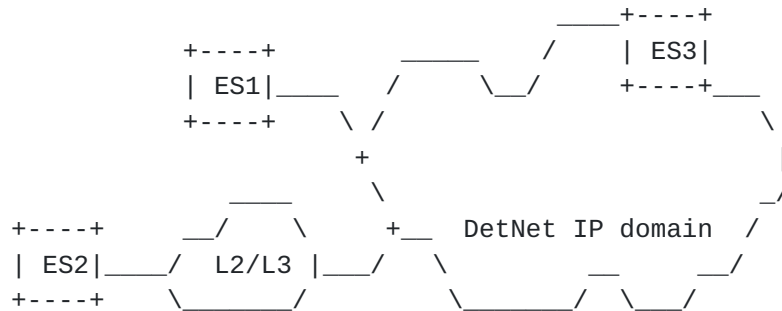 ES3
ES1
DetNet IP domain
ES2
L2/L3